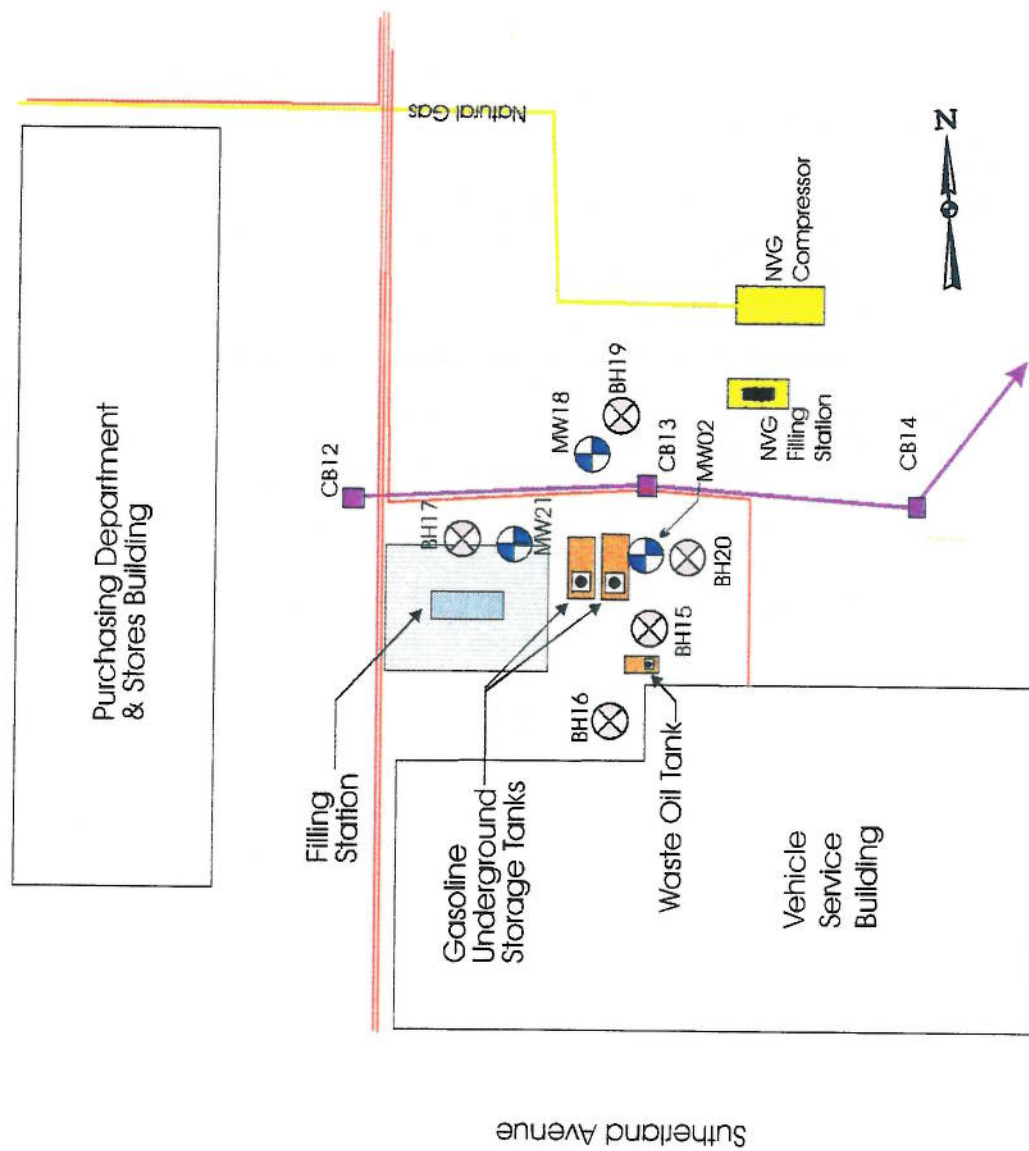 Purchasing Department
& Stores Building
Natural Gas
N
NVG
Compressor
NVG
Filling
Station
CB12
CB13
CB14
MW18
BH19
BH17
MW21
MW02
BH20
BH15
BH16
Filling
Station
Gasoline
Underground
Storage Tanks
Waste Oil Tank
Vehicle
Service
Building
Sutherland Avenue